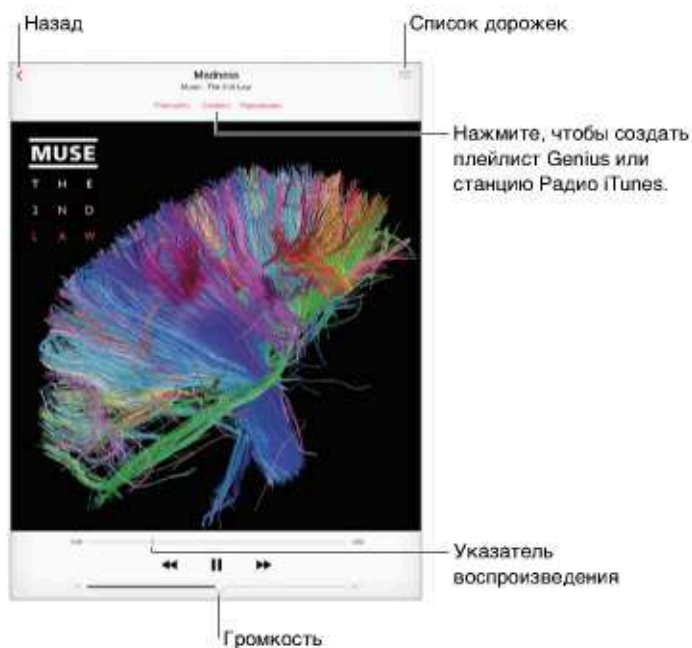 Назад
Список дорожек
Madness
Muse - The 2nd Law
Нажмите, чтобы создать
плейлист Genius или
станцию Радио iTunes.
MUSE
T H E
2 N D
L A W
Указатель
воспроизведения
Громкость